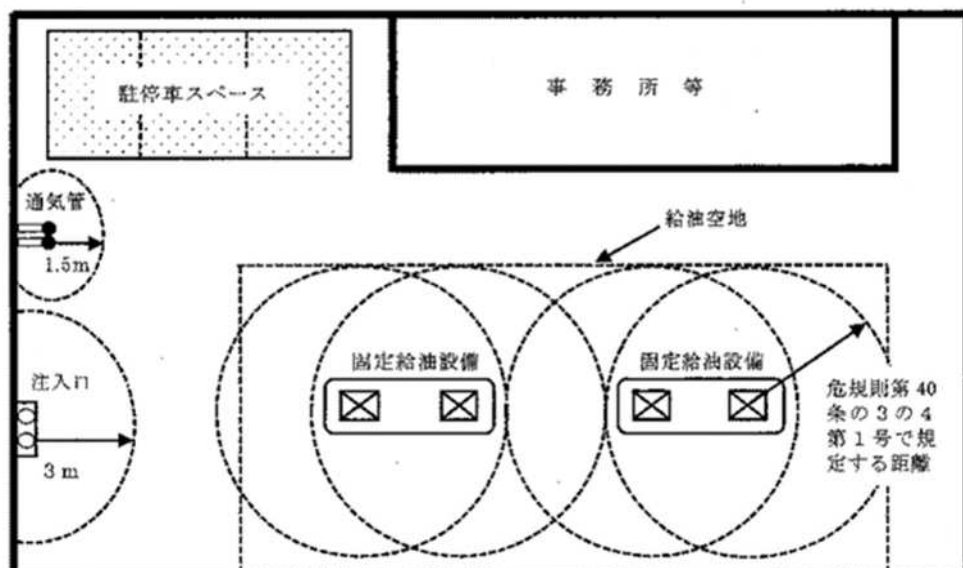 駐停車スペース
事務所等
通気管
1.5m
給油空地
注入口
3m
固定給油設備
固定給油設備
危規則第40
条の3の4
第1号で規
定する距離